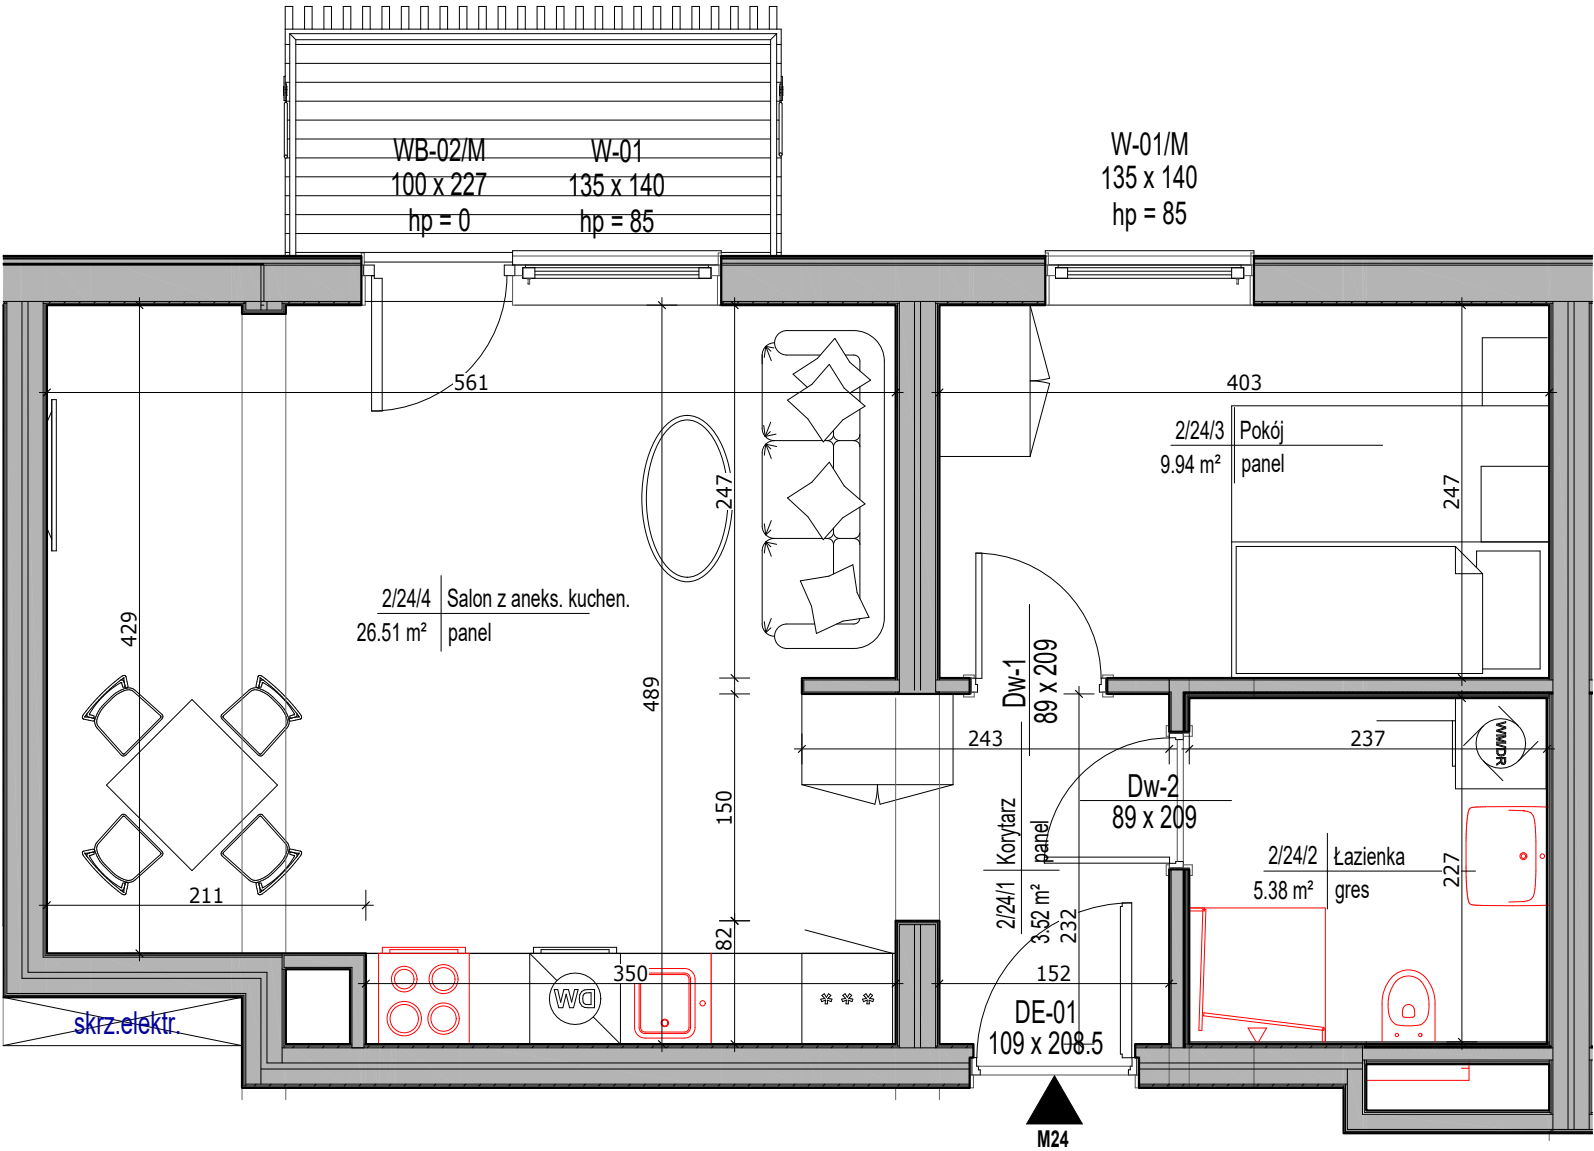 WB-02/M
100 x 227
hp = 0
W-01
135 x 140
hp = 85
W-01/M
135 x 140
hp = 85
561
403
2/24/3 Pokój
9.94 m² panel
247
247
2/24/4 Salon z aneks. kuchen.
26.51 m² panel
429
489
Dw-1
89 x 209
243
237
WM/DR
150
Dw-2
89 x 209
2/24/1 Korytarz
3.52 m² panel
232
2/24/2 Łazienka
5.38 m² gres
227
211
82
350
DW
***
152
DE-01
109 x 208.5
skrz.elektr.
M24